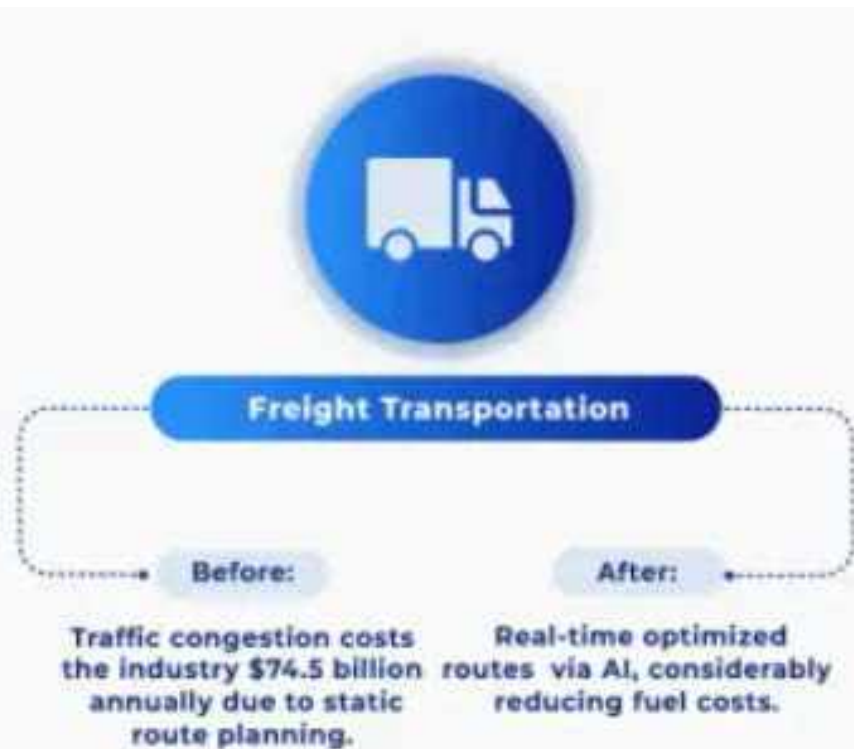 Freight Transportation
Before:
Traffic congestion costs
the industry $74.5 billion
annually due to static
route planning.
After:
Real-time optimized
routes via AI, considerably
reducing fuel costs.